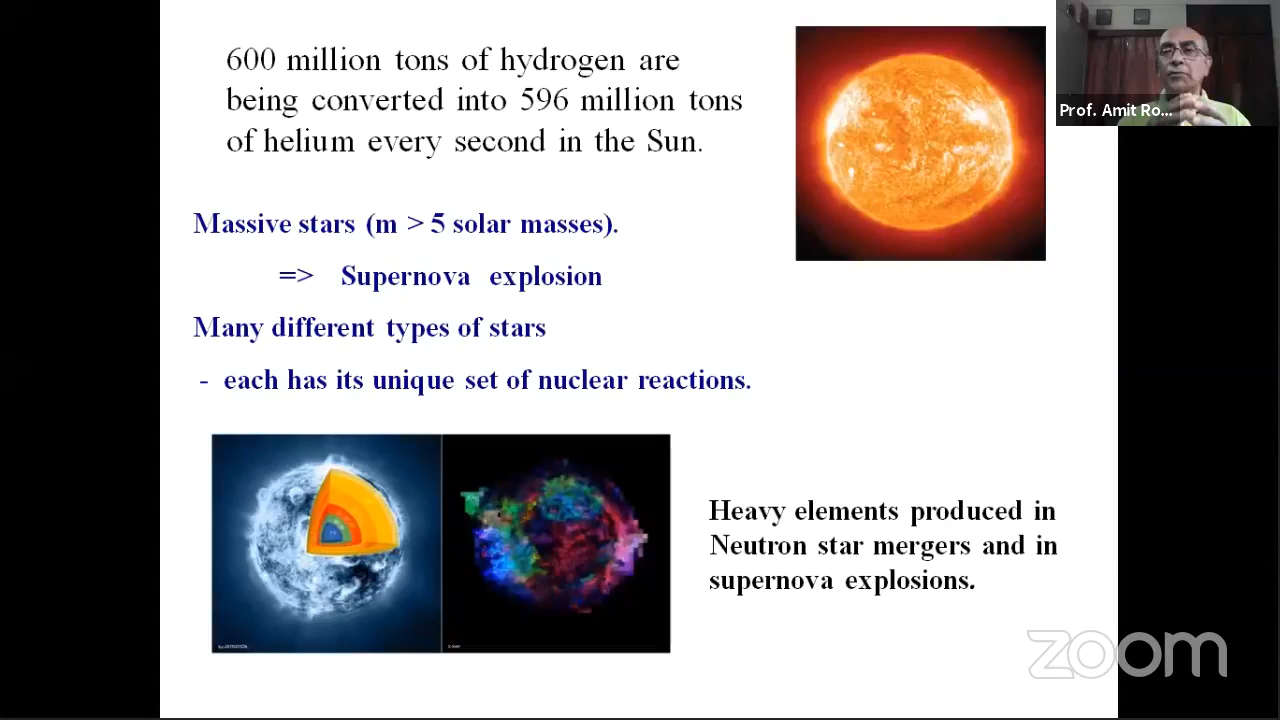 600 million tons of hydrogen are
being converted into 596 million tons
of helium every second in the Sun.
Prof. Amit Ro...
Massive stars (m > 5 solar masses).
=> Supernova explosion
Many different types of stars
- each has its unique set of nuclear reactions.
Heavy elements produced in
Neutron star mergers and in
supernova explosions.
ILLUSTRATION
X-RAY
zoom